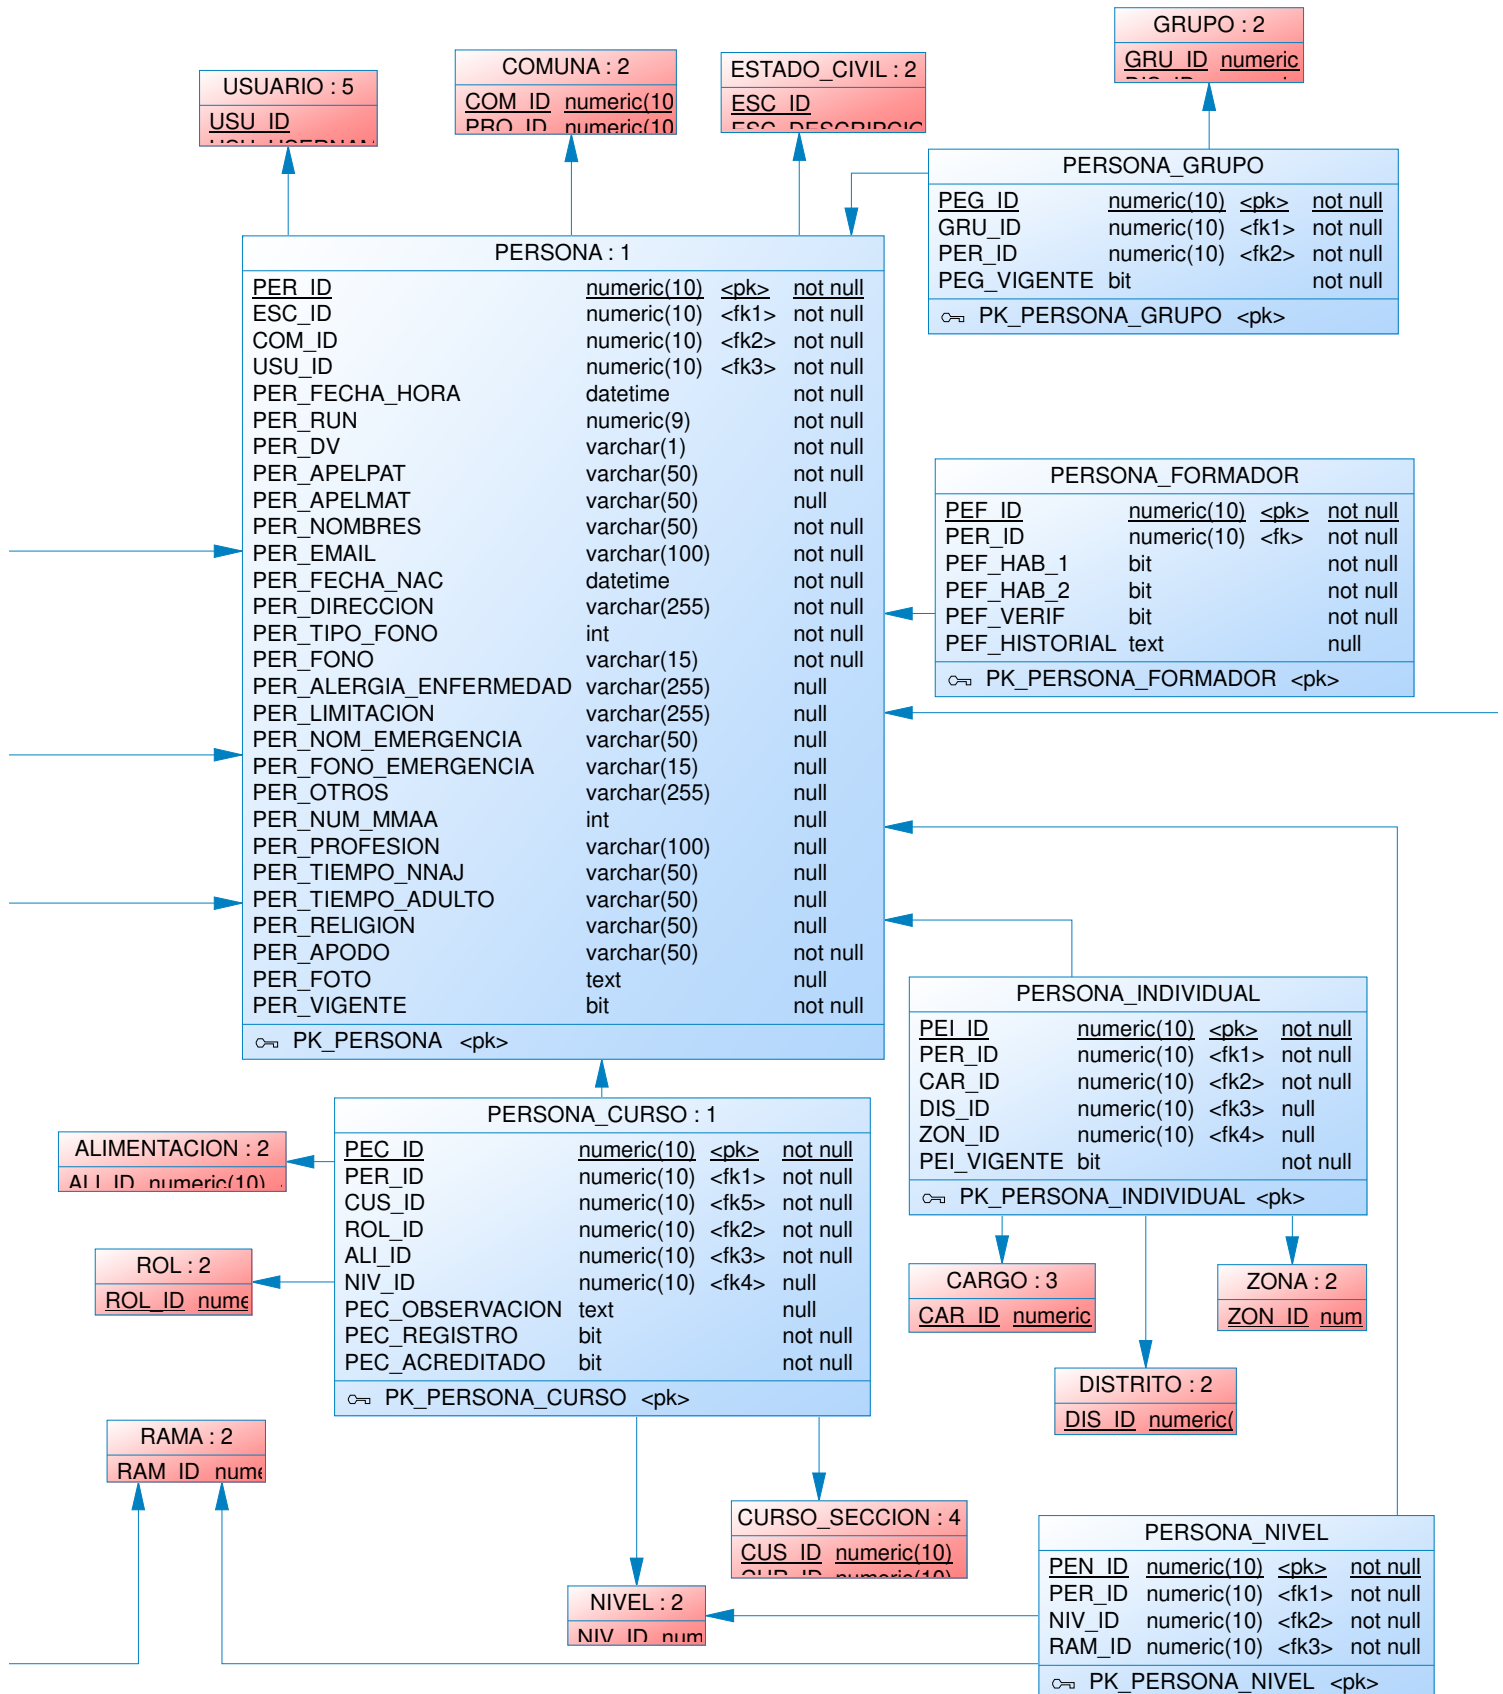 GRUPO : 2
GRU_ID numeric
USUARIO : 5
USU_ID
COMUNA : 2
COM_ID numeric(10
PRO_ID numeric(10
ESTADO_CIVIL : 2
ESC_ID
ESC_DESCRIPCIC
PERSONA_GRUPO
PEG_ID numeric(10) <pk> not null
GRU_ID numeric(10) <fk1> not null
PER_ID numeric(10) <fk2> not null
PEG_VIGENTE bit not null
PK_PERSONA_GRUPO <pk>
PERSONA : 1
PER_ID numeric(10) <pk> not null
ESC_ID numeric(10) <fk1> not null
COM_ID numeric(10) <fk2> not null
USU_ID numeric(10) <fk3> not null
PER_FECHA_HORA datetime not null
PER_RUN numeric(9) not null
PER_DV varchar(1) not null
PER_APELPAT varchar(50) not null
PER_APELMAT varchar(50) null
PER_NOMBRES varchar(50) not null
PER_EMAIL varchar(100) not null
PER_FECHA_NAC datetime not null
PER_DIRECCION varchar(255) not null
PER_TIPO_FONO int not null
PER_FONO varchar(15) not null
PER_ALERGIA_ENFERMEDAD varchar(255) null
PER_LIMITACION varchar(255) null
PER_NOM_EMERGENCIA varchar(50) null
PER_FONO_EMERGENCIA varchar(15) null
PER_OTROS varchar(255) null
PER_NUM_MMAA int null
PER_PROFESION varchar(100) null
PER_TIEMPO_NNAJ varchar(50) null
PER_TIEMPO_ADULTO varchar(50) null
PER_RELIGION varchar(50) null
PER_APODO varchar(50) not null
PER_FOTO text null
PER_VIGENTE bit not null
PK_PERSONA <pk>
PERSONA_FORMADOR
PEF_ID numeric(10) <pk> not null
PER_ID numeric(10) <fk> not null
PEF_HAB_1 bit not null
PEF_HAB_2 bit not null
PEF_VERIF bit not null
PEF_HISTORIAL text null
PK_PERSONA_FORMADOR <pk>
PERSONA_INDIVIDUAL
PEI_ID numeric(10) <pk> not null
PER_ID numeric(10) <fk1> not null
CAR_ID numeric(10) <fk2> not null
DIS_ID numeric(10) <fk3> null
ZON_ID numeric(10) <fk4> null
PEI_VIGENTE bit not null
PK_PERSONA_INDIVIDUAL <pk>
PERSONA_CURSO : 1
PEC_ID numeric(10) <pk> not null
PER_ID numeric(10) <fk1> not null
CUS_ID numeric(10) <fk5> not null
ROL_ID numeric(10) <fk2> not null
ALI_ID numeric(10) <fk3> not null
NIV_ID numeric(10) <fk4> null
PEC_OBSERVACION text null
PEC_REGISTRO bit not null
PEC_ACREDITADO bit not null
PK_PERSONA_CURSO <pk>
ALIMENTACION : 2
ALI_ID numeric(10)
ROL : 2
ROL_ID nume
CARGO : 3
CAR_ID numeric
ZONA : 2
ZON_ID num
DISTRITO : 2
DIS_ID numeric(
RAMA : 2
RAM_ID nume
CURSO_SECCION : 4
CUS_ID numeric(10)
CUR_ID numeric(10)
NIVEL : 2
NIV_ID num
PERSONA_NIVEL
PEN_ID numeric(10) <pk> not null
PER_ID numeric(10) <fk1> not null
NIV_ID numeric(10) <fk2> not null
RAM_ID numeric(10) <fk3> not null
PK_PERSONA_NIVEL <pk>